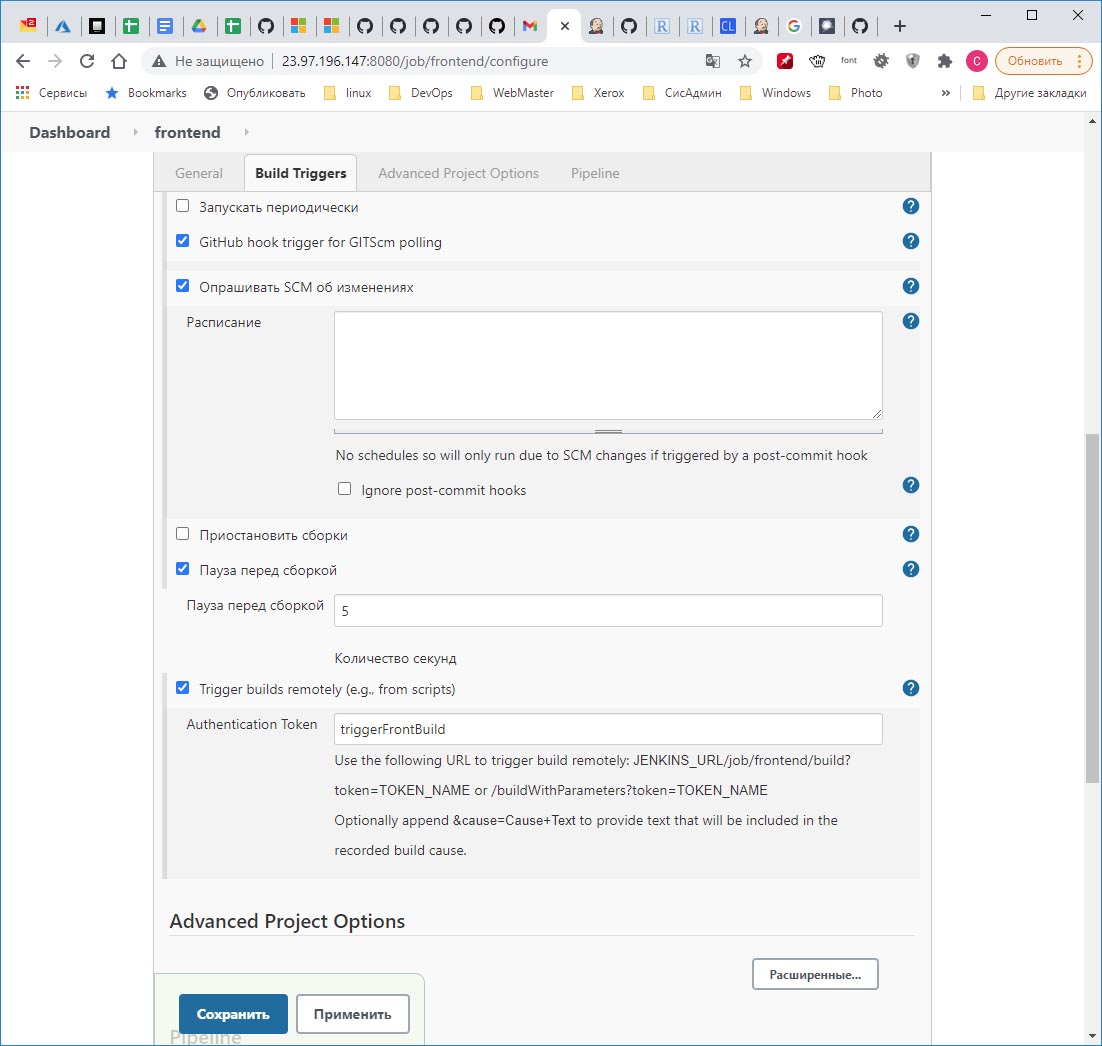 Не защищено
23.97.196.147:8080/job/frontend/configure
font
C
Обновить
Сервисы
Bookmarks
Опубликовать
linux
DevOps
WebMaster
Xerox
СисАдмин
Windows
Photo
»
Другие закладки
Dashboard
frontend
General
Build Triggers
Advanced Project Options
Pipeline
Запускать периодически
GitHub hook trigger for GITScm polling
Опрашивать SCM об изменениях
Расписание
No schedules so will only run due to SCM changes if triggered by a post-commit hook
Ignore post-commit hooks
Приостановить сборки
Пауза перед сборкой
Пауза перед сборкой
5
Количество секунд
Trigger builds remotely (e.g., from scripts)
Authentication Token
triggerFrontBuild
Use the following URL to trigger build remotely: JENKINS_URL/job/frontend/build?
token=TOKEN_NAME or /buildWithParameters?token=TOKEN_NAME
Optionally append &cause=Cause+Text to provide text that will be included in the
recorded build cause.
Advanced Project Options
Расширенные...
Сохранить
Применить
Pipeline